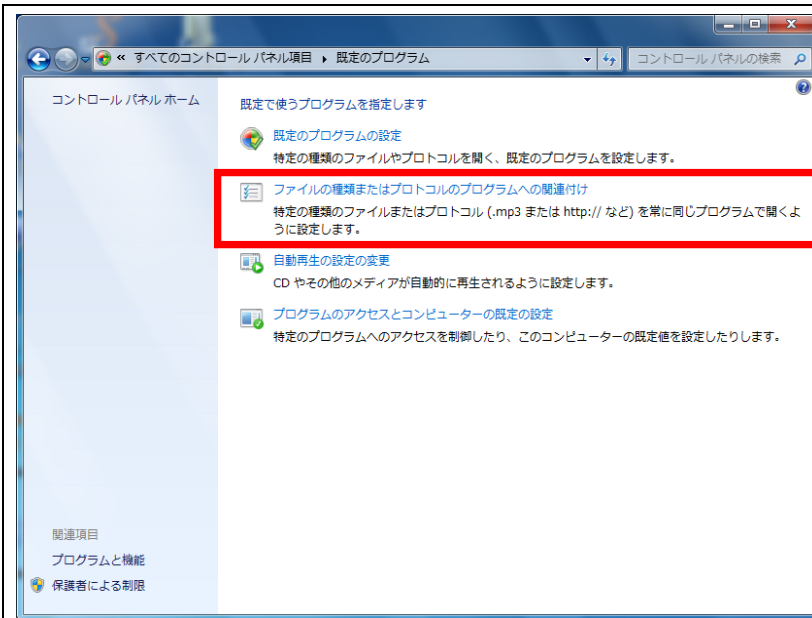 « すべてのコントロール パネル項目 ▸ 既定のプログラム
コントロール パネルの検索
コントロール パネル ホーム
既定で使うプログラムを指定します
既定のプログラムの設定
特定の種類のファイルやプロトコルを開く、既定のプログラムを設定します。
ファイルの種類またはプロトコルのプログラムへの関連付け
特定の種類のファイルまたはプロトコル (.mp3 または http:// など) を常に同じプログラムで開くよ
うに設定します。
自動再生の設定の変更
CD やその他のメディアが自動的に再生されるように設定します。
プログラムのアクセスとコンピューターの既定の設定
特定のプログラムへのアクセスを制御したり、このコンピューターの既定値を設定したりします。
関連項目
プログラムと機能
保護者による制限